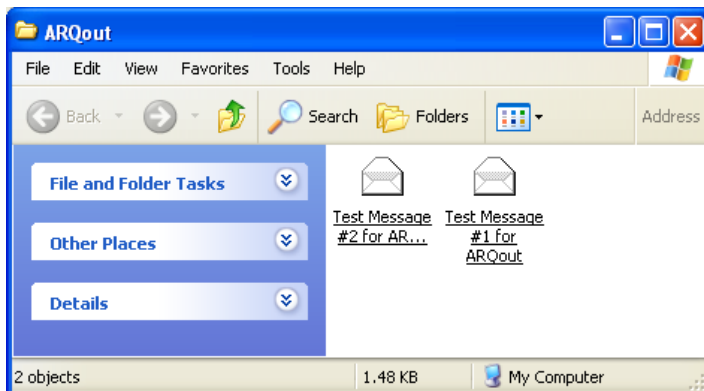 ARQout
File Edit View Favorites Tools Help
Back Search Folders Address
File and Folder Tasks
Other Places
Details
Test Message
#2 for AR...
Test Message
#1 for
ARQout
2 objects 1.48 KB My Computer